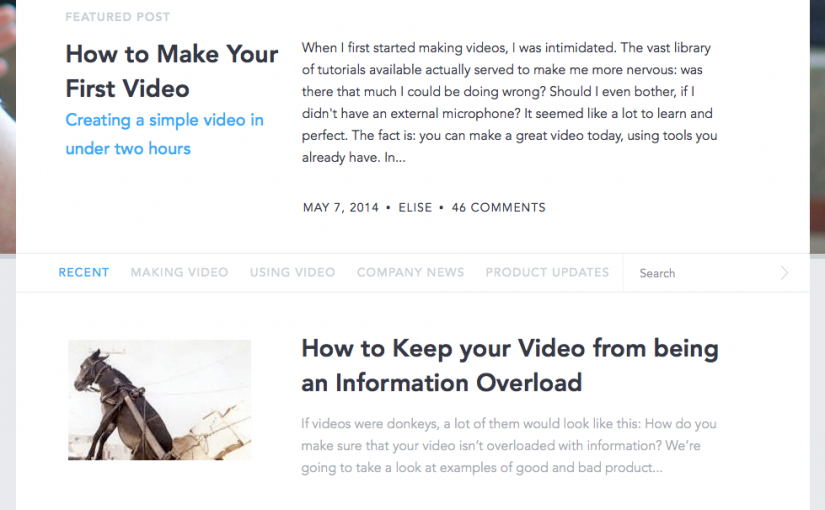 FEATURED POST
How to Make Your
First Video
Creating a simple video in
under two hours
When I first started making videos, I was intimidated. The vast library
of tutorials available actually served to make me more nervous: was
there that much I could be doing wrong? Should I even bother, if I
didn't have an external microphone? It seemed like a lot to learn and
perfect. The fact is: you can make a great video today, using tools you
already have. In...
MAY 7, 2014 • ELISE • 46 COMMENTS
RECENT MAKING VIDEO USING VIDEO COMPANY NEWS PRODUCT UPDATES Search
How to Keep your Video from being
an Information Overload
If videos were donkeys, a lot of them would look like this: How do you
make sure that your video isn’t overloaded with information? We’re
going to take a look at examples of good and bad product...